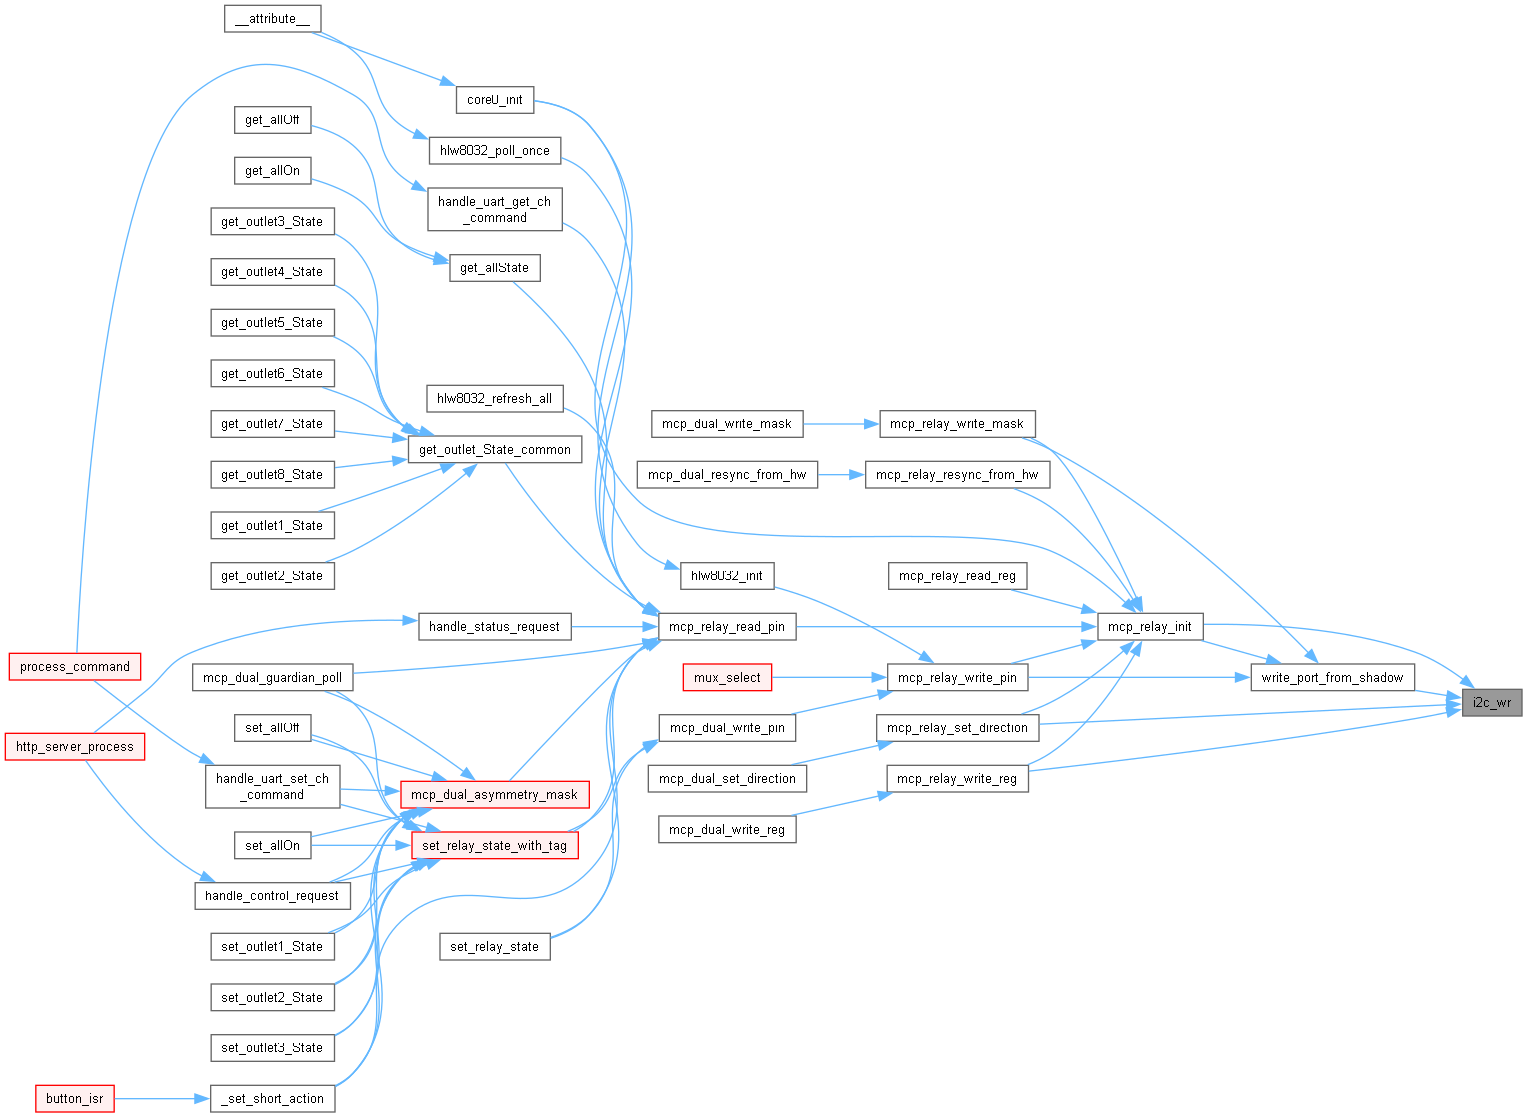 __attribute__
core0_init
get_allOff
hlw8032_poll_once
get_allOn
handle_uart_get_ch
_command
get_outlet3_State
get_allState
get_outlet4_State
get_outlet5_State
get_outlet6_State
hlw8032_refresh_all
get_outlet7_State
mcp_dual_write_mask
mcp_relay_write_mask
get_outlet_State_common
get_outlet8_State
mcp_dual_resync_from_hw
mcp_relay_resync_from_hw
get_outlet1_State
get_outlet2_State
hlw8032_init
mcp_relay_read_reg
handle_status_request
mcp_relay_read_pin
mcp_relay_init
process_command
mcp_dual_guardian_poll
mux_select
mcp_relay_write_pin
write_port_from_shadow
i2c_wr
set_allOff
mcp_dual_write_pin
mcp_relay_set_direction
http_server_process
handle_uart_set_ch
_command
mcp_dual_set_direction
mcp_relay_write_reg
mcp_dual_asymmetry_mask
mcp_dual_write_reg
set_allOn
set_relay_state_with_tag
handle_control_request
set_outlet1_State
set_relay_state
set_outlet2_State
set_outlet3_State
button_isr
_set_short_action